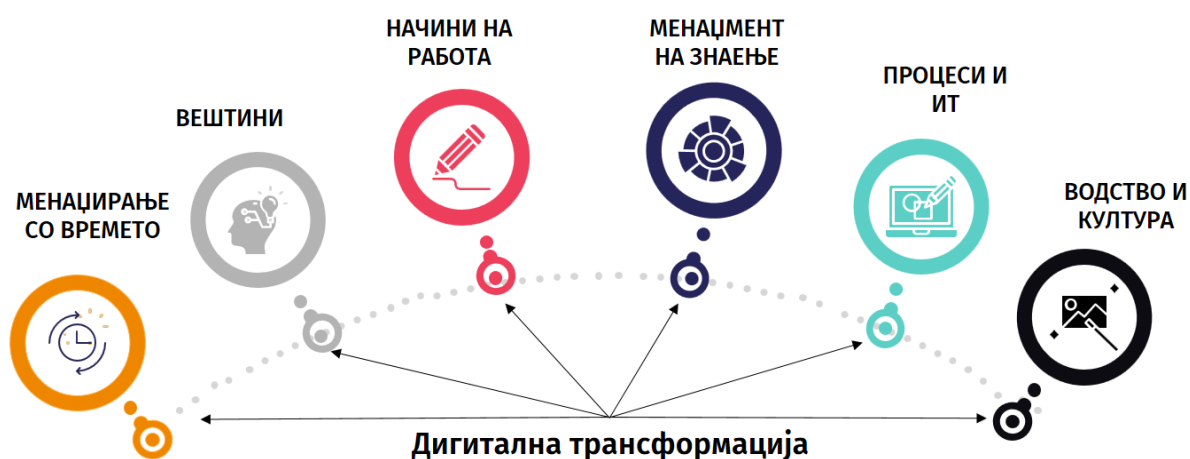 МЕНАЏИРАЊЕ
СО ВРЕМЕТО
ВЕШТИНИ
НАЧИНИ НА
РАБОТА
МЕНАЏМЕНТ
НА ЗНАЕЊЕ
ПРОЦЕСИ И
ИТ
ВОДСТВО И
КУЛТУРА
Дигитална трансформација